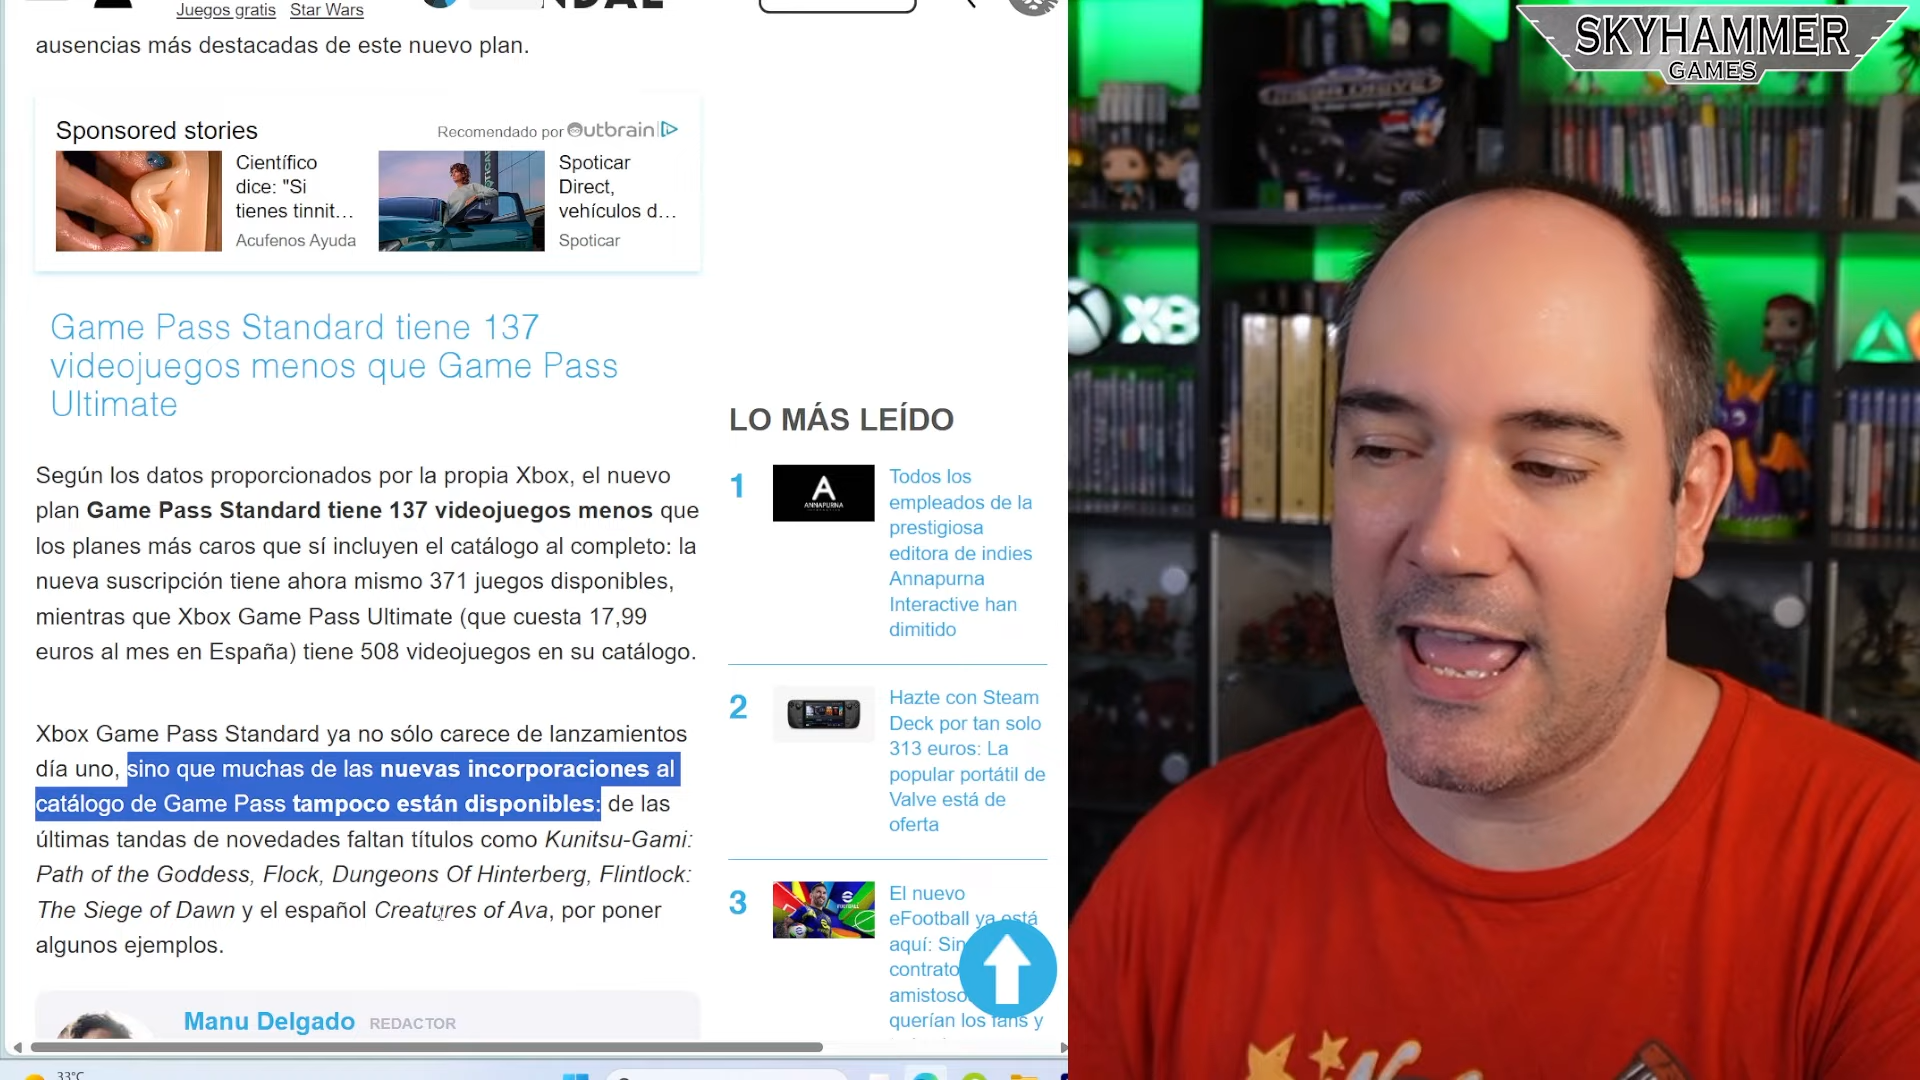 Juegos gratis Star Wars
ausencias más destacadas de este nuevo plan.
Sponsored stories
Recomendado por Outbrain
Científico
dice: "Si
tienes tinnit...
Acufenos Ayuda
Spoticar
Direct,
vehículos d...
Spoticar
Game Pass Standard tiene 137
videojuegos menos que Game Pass
Ultimate
Según los datos proporcionados por la propia Xbox, el nuevo
plan Game Pass Standard tiene 137 videojuegos menos que
los planes más caros que sí incluyen el catálogo al completo: la
nueva suscripción tiene ahora mismo 371 juegos disponibles,
mientras que Xbox Game Pass Ultimate (que cuesta 17,99
euros al mes en España) tiene 508 videojuegos en su catálogo.
Xbox Game Pass Standard ya no sólo carece de lanzamientos
día uno, sino que muchas de las nuevas incorporaciones al
catálogo de Game Pass tampoco están disponibles: de las
últimas tandas de novedades faltan títulos como Kunitsu-Gami:
Path of the Goddess, Flock, Dungeons Of Hinterberg, Flintlock:
The Siege of Dawn y el español Creatures of Ava, por poner
algunos ejemplos.
Manu Delgado REDACTOR
33°C
LO MÁS LEÍDO
1
A
ANNAPURNA
Todos los
empleados de la
prestigiosa
editora de indies
Annapurna
Interactive han
dimitido
2
Hazte con Steam
Deck por tan solo
313 euros: La
popular portátil de
Valve está de
oferta
3
El nuevo
eFootball ya está
aquí: Sin
contrato
amistoso
querían los fans y
SKYHAMMER
GAMES
MEGA DRIVE
XB